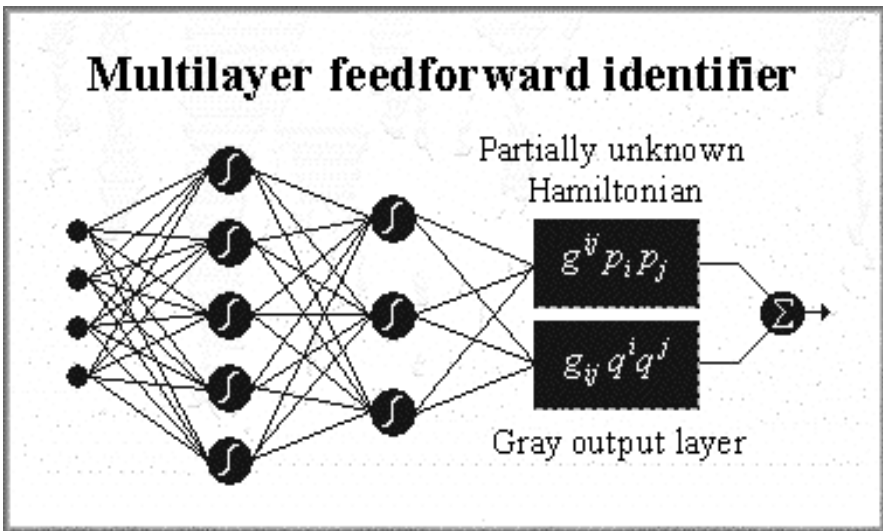 Multilayer feedforward identifier
Partially unknown
Hamiltonian
∫ ∫ ∫ ∫ ∫
∫ ∫ ∫
g^{ij} p_i p_j
g_{ij} q^i q^j
Σ
Gray output layer